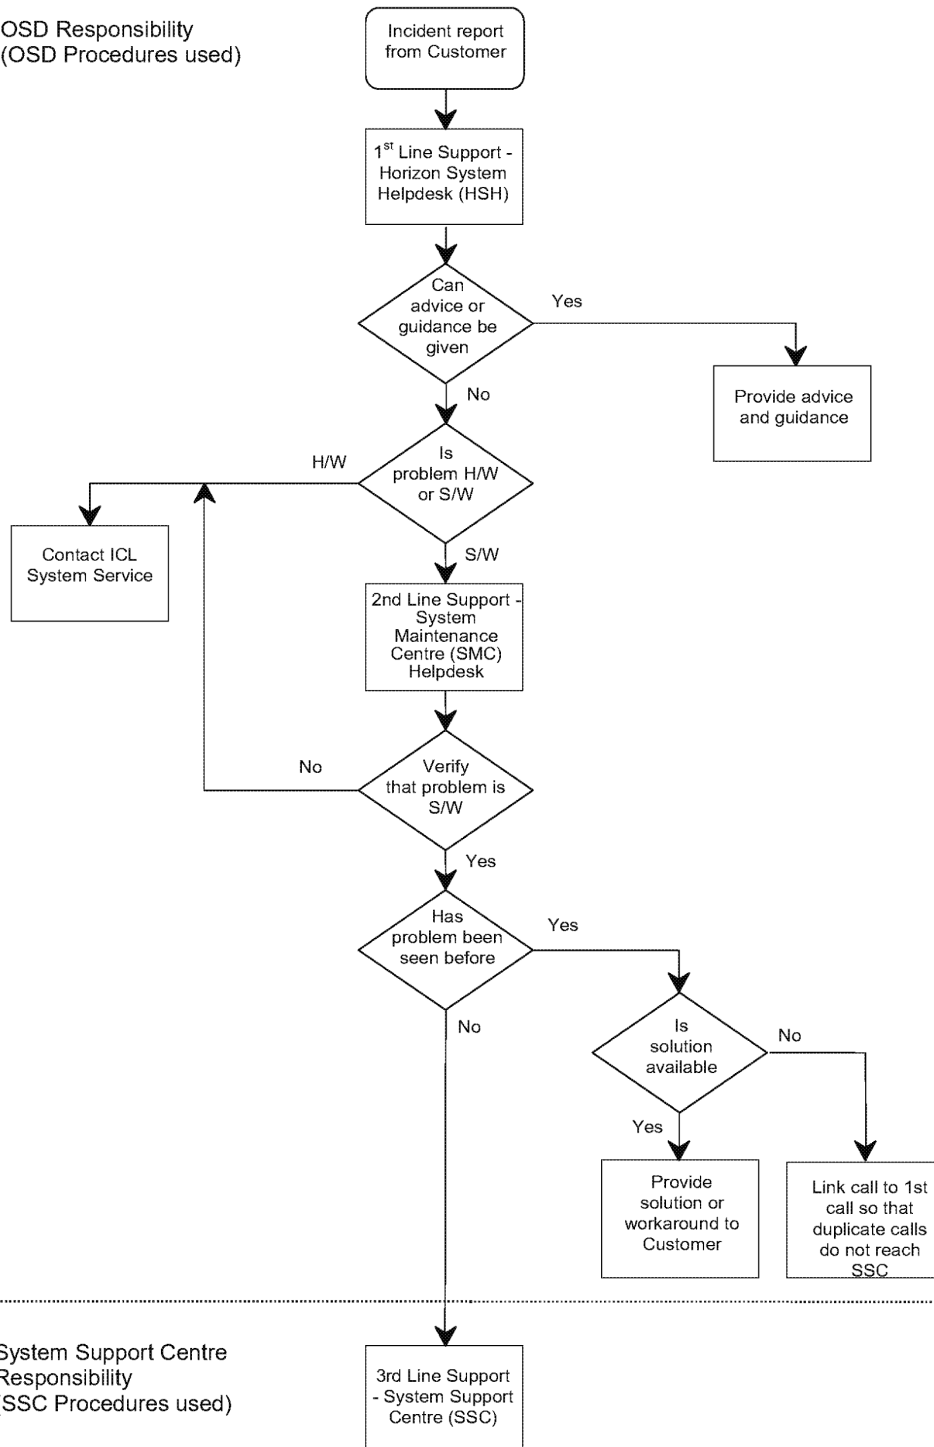 OSD Responsibility
(OSD Procedures used)
Incident report
from Customer
1st Line Support -
Horizon System
Helpdesk (HSH)
Can
advice or
guidance be
given
Yes
Provide advice
and guidance
No
Is
problem H/W
or S/W
H/W
Contact ICL
System Service
S/W
2nd Line Support -
System
Maintenance
Centre (SMC)
Helpdesk
Verify
that problem is
S/W
No
Yes
Has
problem been
seen before
Yes
No
Is
solution
available
No
Yes
Provide
solution or
workaround to
Customer
Link call to 1st
call so that
duplicate calls
do not reach
SSC
System Support Centre
Responsibility
(SSC Procedures used)
3rd Line Support
- System Support
Centre (SSC)